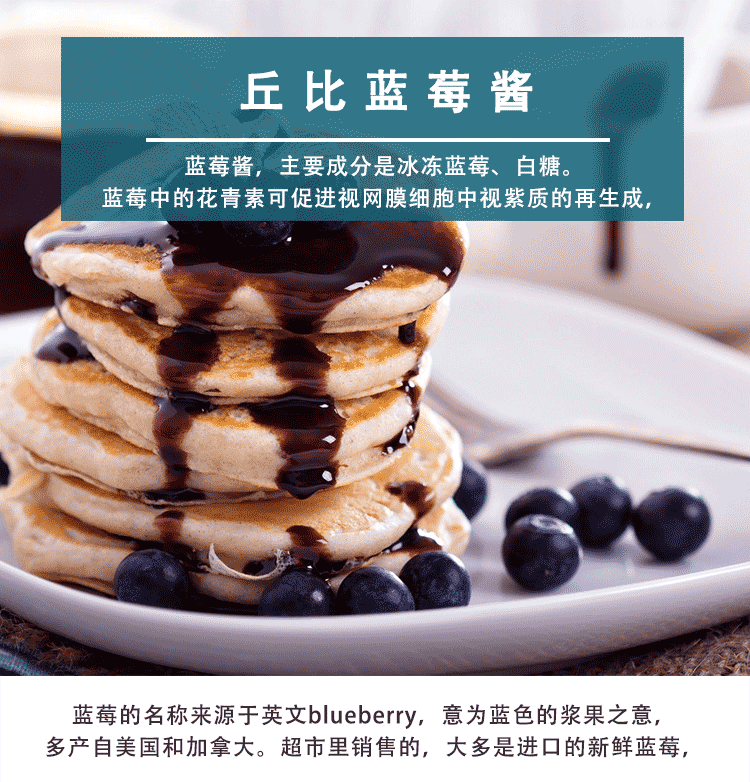 丘比蓝莓酱
蓝莓酱，主要成分是冰冻蓝莓、白糖。
蓝莓中的花青素可促进视网膜细胞中视紫质的再生成，
蓝莓的名称来源于英文blueberry，意为蓝色的浆果之意，
多产自美国和加拿大。超市里销售的，大多是进口的新鲜蓝莓，